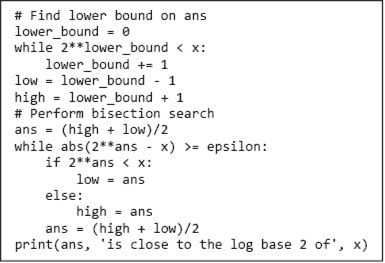 # Find lower bound on ans
lower_bound = 0
while 2**lower_bound < x:
    lower_bound += 1
low = lower_bound - 1
high = lower_bound + 1
# Perform bisection search
ans = (high + low)/2
while abs(2**ans - x) >= epsilon:
    if 2**ans < x:
        low = ans
    else:
        high = ans
    ans = (high + low)/2
print(ans, 'is close to the log base 2 of', x)